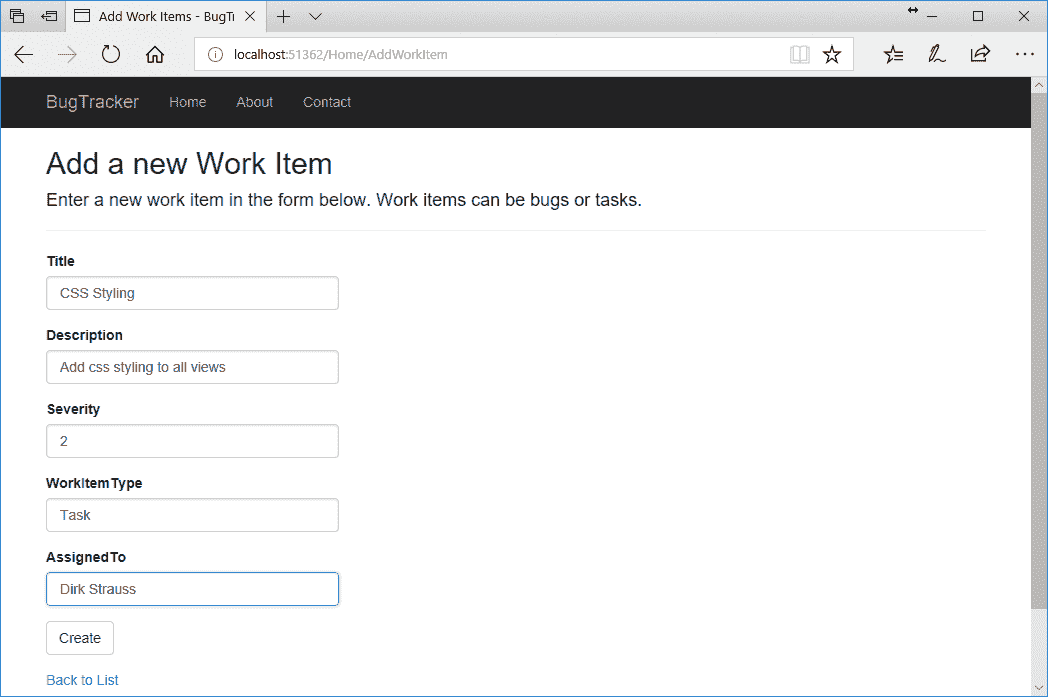 Add Work Items - BugTr
localhost:51362/Home/AddWorkItem
BugTracker Home About Contact
Add a new Work Item
Enter a new work item in the form below. Work items can be bugs or tasks.
Title
CSS Styling
Description
Add css styling to all views
Severity
2
WorkItemType
Task
AssignedTo
Dirk Strauss
Create
Back to List